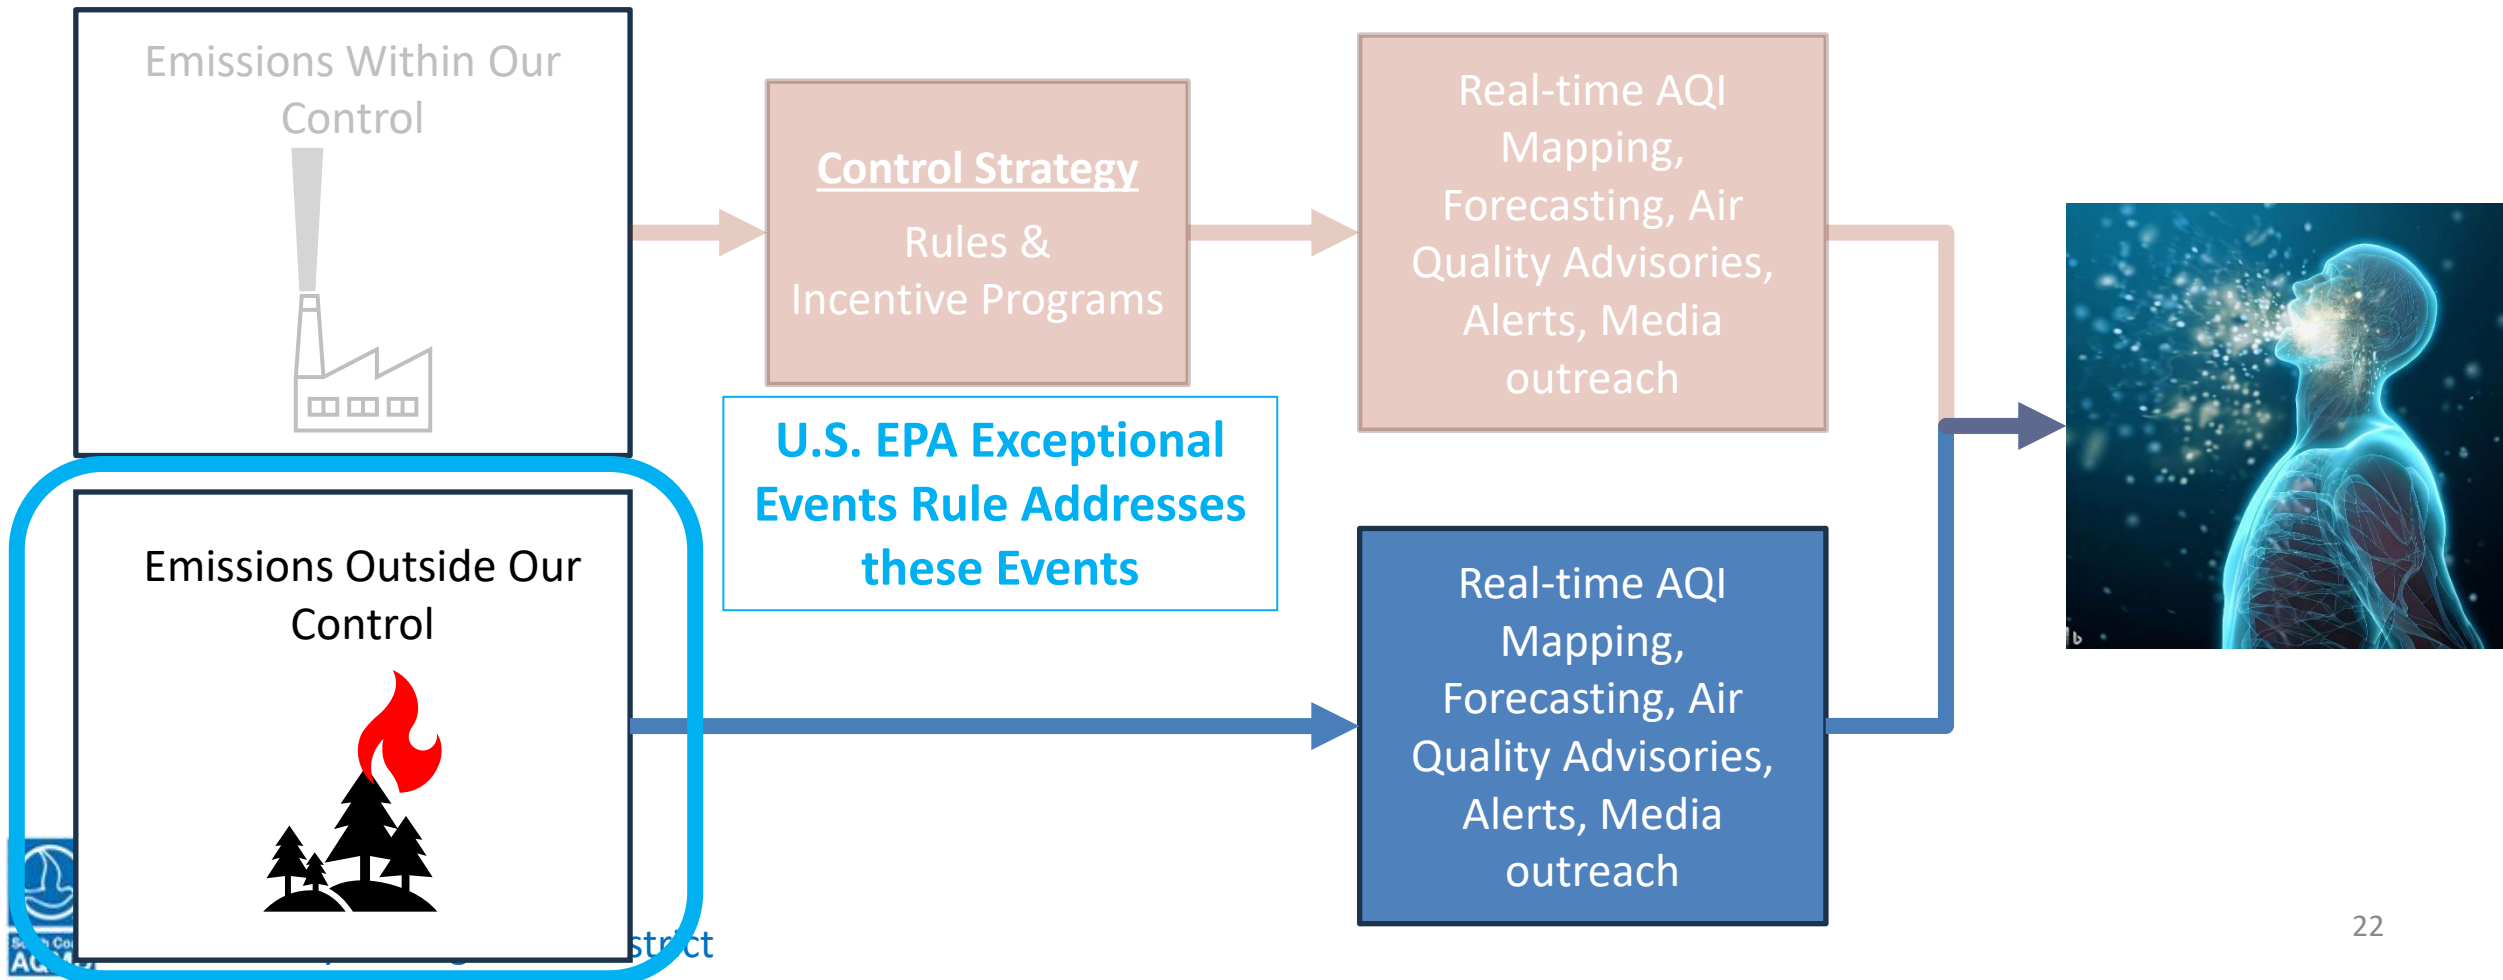 Emissions Within Our
Control
Control Strategy
Rules &
Incentive Programs
Real-time AQI
Mapping,
Forecasting, Air
Quality Advisories,
Alerts, Media
outreach
U.S. EPA Exceptional
Events Rule Addresses
these Events
Emissions Outside Our
Control
Real-time AQI
Mapping,
Forecasting, Air
Quality Advisories,
Alerts, Media
outreach
22